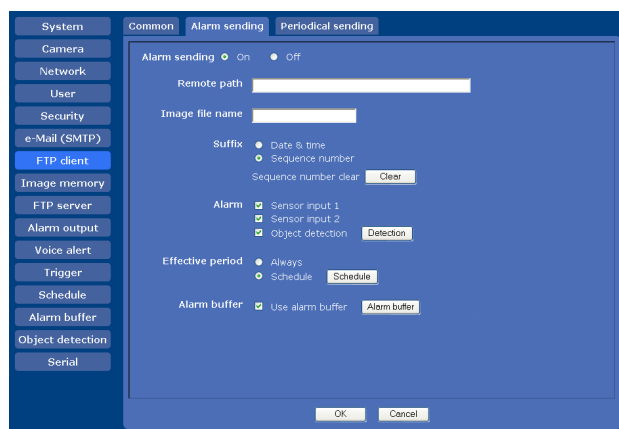 System
Camera
Network
User
Security
e-Mail (SMTP)
FTP client
Image memory
FTP server
Alarm output
Voice alert
Trigger
Schedule
Alarm buffer
Object detection
Serial
Common Alarm sending Periodical sending
Alarm sending On Off
Remote path
Image file name
Suffix Date & time
Sequence number
Sequence number clear Clear
Alarm Sensor input 1
Sensor input 2
Object detection Detection
Effective period Always
Schedule Schedule
Alarm buffer Use alarm buffer Alarm buffer
OK Cancel